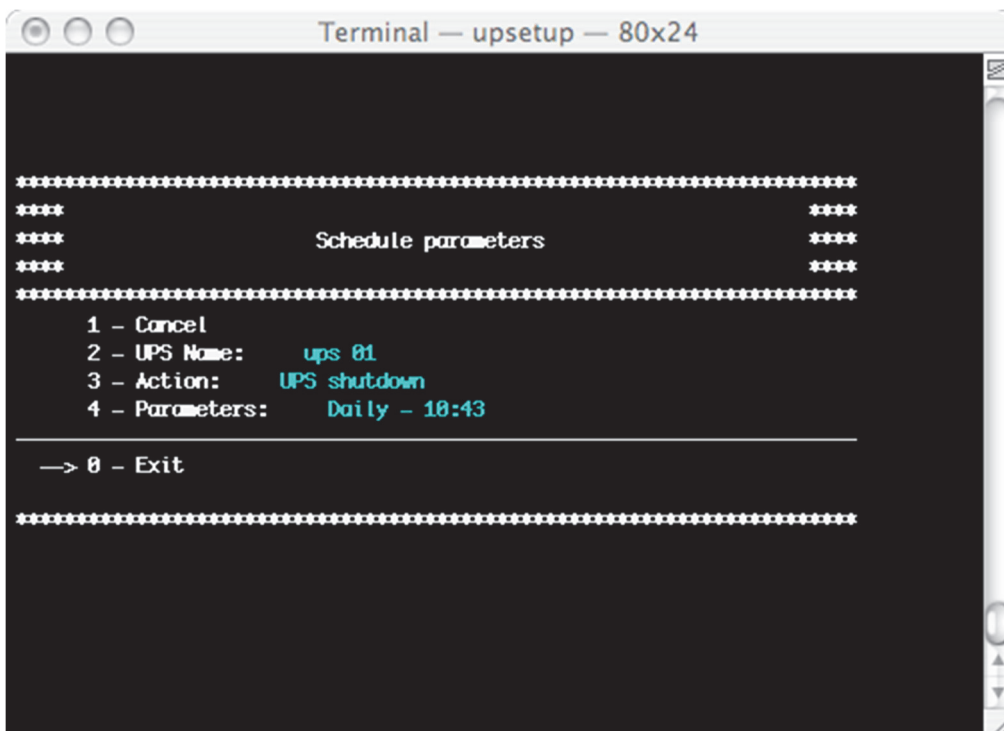 Terminal — upsetup — 80x24
**********************************************************************
**** ****
**** Schedule parameters ****
**** ****
**********************************************************************
1 - Cancel
2 - UPS Name: ups 01
3 - Action: UPS shutdown
4 - Parameters: Daily - 10:43
—> 0 - Exit
**********************************************************************